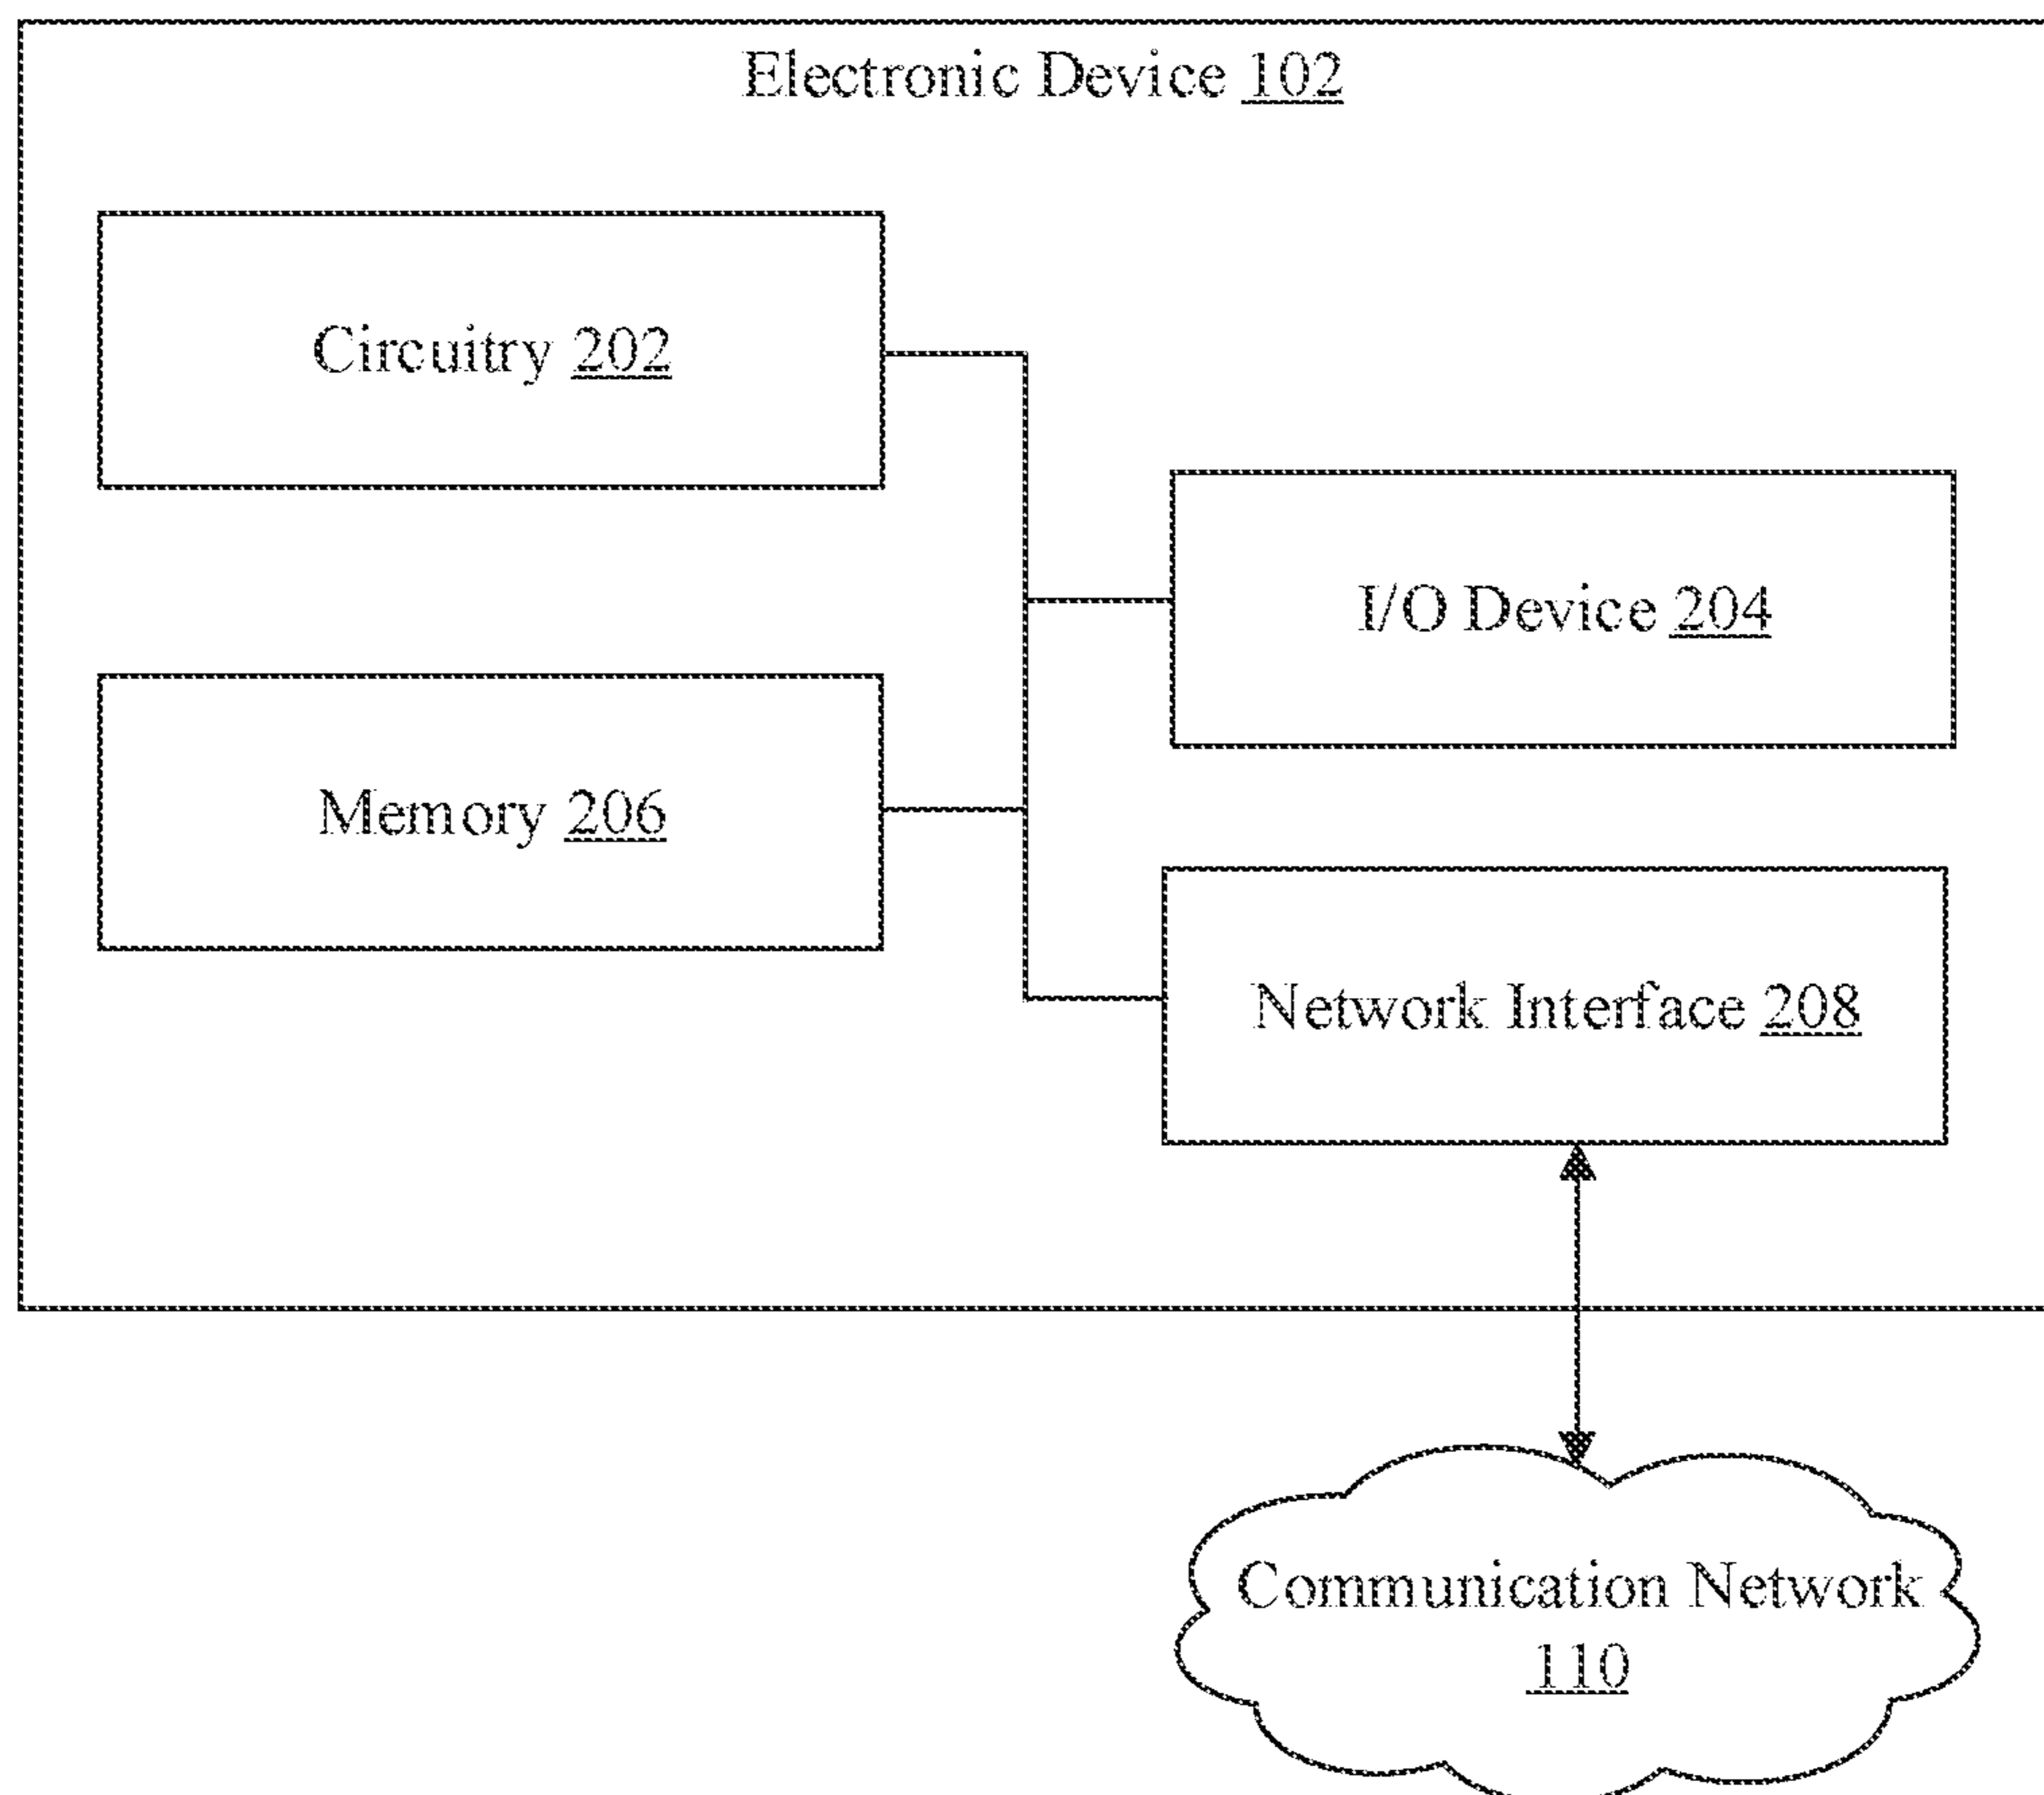 Electronic Device 102
Circuitry 202
I/O Device 204
Memory 206
Network Interface 208
Communication Network
110